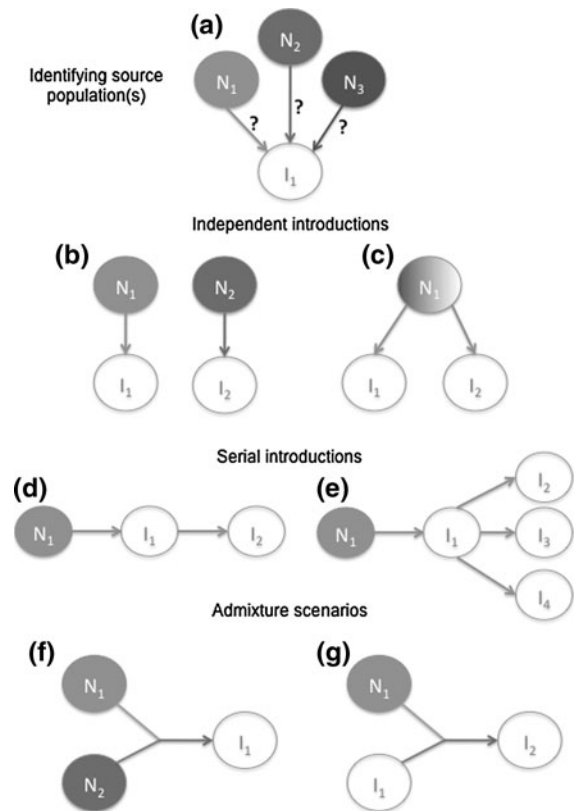 (a)
Identifying source
population(s)
N₁
N₂
N₃
?
?
?
I₁
Independent introductions
(b)
N₁
N₂
I₁
I₂
(c)
N₁
I₁
I₂
Serial introductions
(d)
N₁
I₁
I₂
(e)
N₁
I₁
I₂
I₃
I₄
Admixture scenarios
(f)
N₁
N₂
I₁
(g)
N₁
I₁
I₂